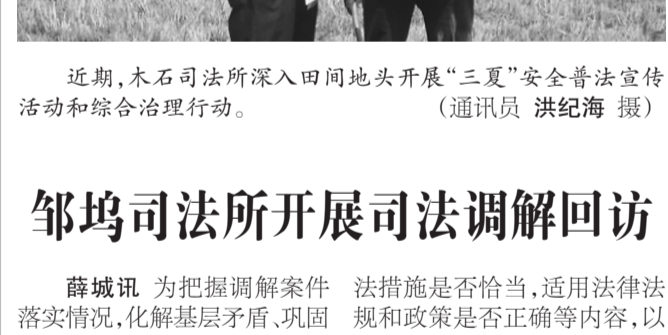 近期,木石司法所深入田间地头开展“三夏”安全普法宣传
活动和综合治理行动。 (通讯员 洪纪海 摄)
邹坞司法所开展司法调解回访
薛城讯 为把握调解案件
落实情况,化解基层矛盾、巩固
法措施是否恰当,适用法律法
规和政策是否正确等内容,以